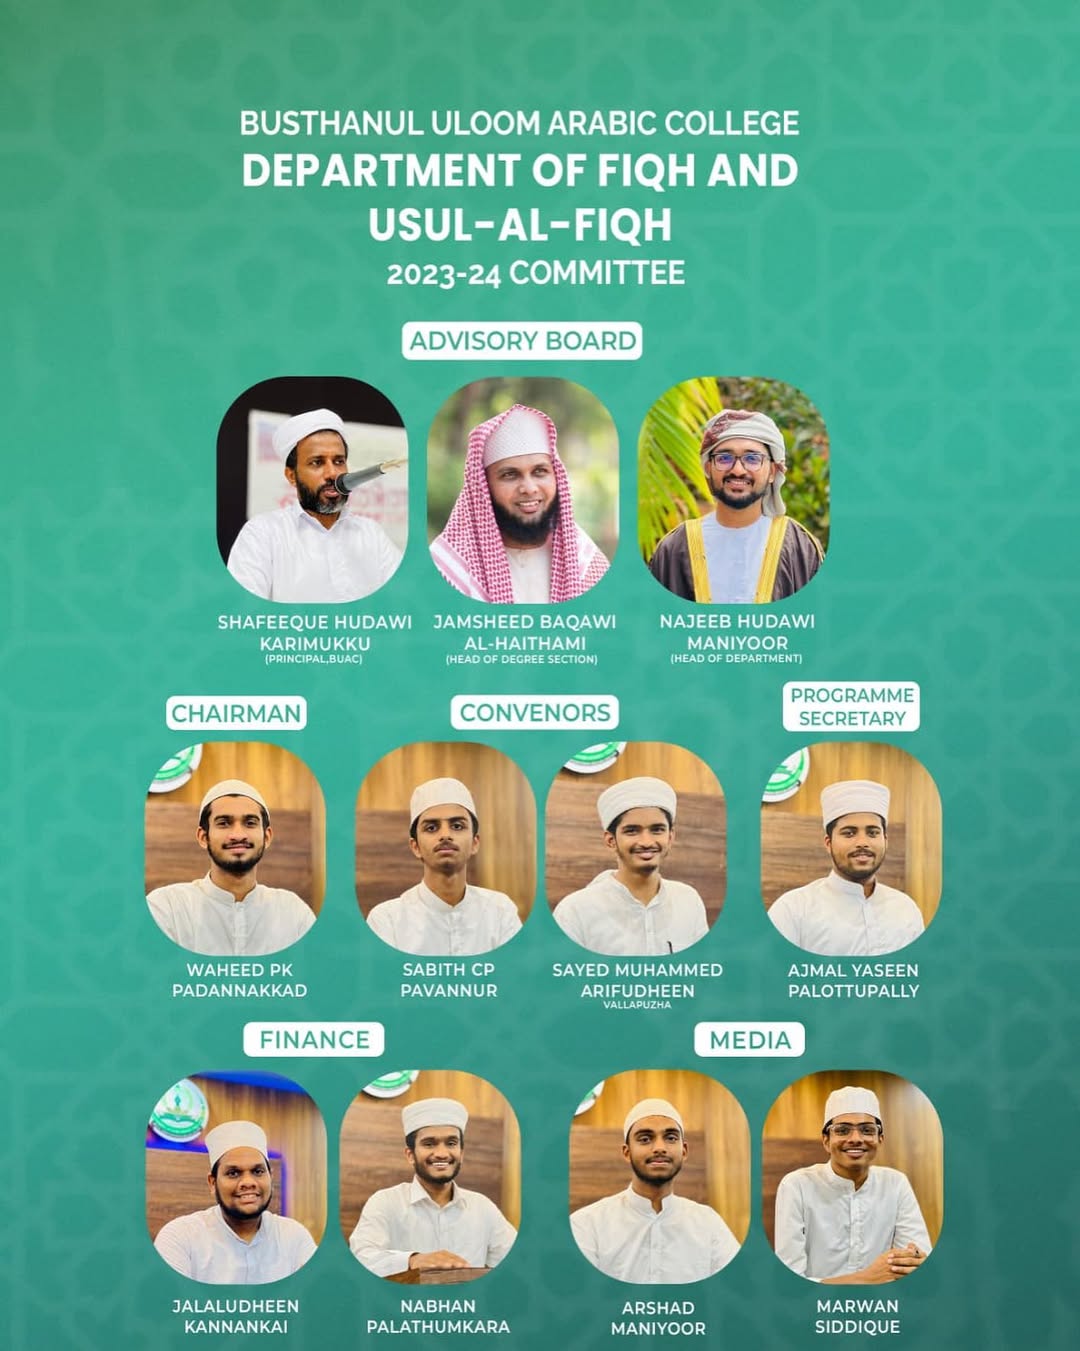 BUSTHANUL ULOOM ARABIC COLLEGE
DEPARTMENT OF FIQH AND
USUL-AL-FIQH
2023-24 COMMITTEE
ADVISORY BOARD
SHAFEEQUE HUDAWI
KARIMUKKU
(PRINCIPAL,BUAC)
JAMSHEED BAQAWI
AL-HAITHAMI
(HEAD OF DEGREE SECTION)
NAJEEB HUDAWI
MANIYOOR
(HEAD OF DEPARTMENT)
CHAIRMAN
WAHEED PK
PADANNAKKAD
CONVENORS
SABITH CP
PAVANNUR
SAYED MUHAMMED
ARIFUDHEEN
VALLAPUZHA
PROGRAMME
SECRETARY
AJMAL YASEEN
PALOTTUPALLY
FINANCE
JALALUDHEEN
KANNANKAI
NABHAN
PALATHUMKARA
MEDIA
ARSHAD
MANIYOOR
MARWAN
SIDDIQUE